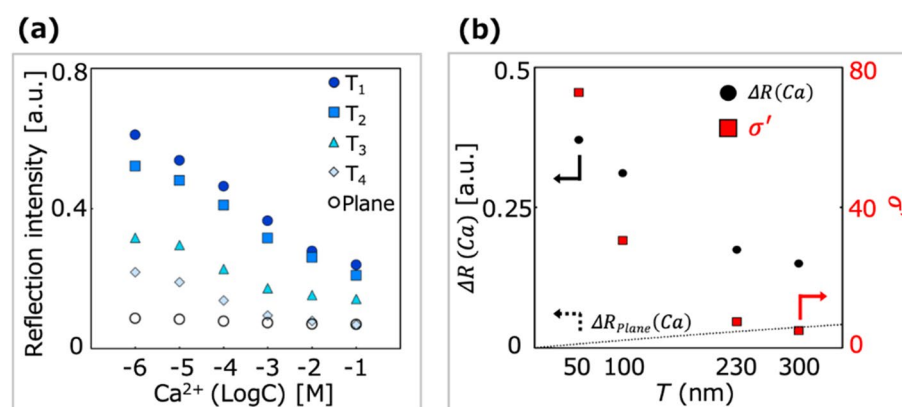 (a)
Reflection intensity [a.u.]
0.8
0.4
0
T1
T2
T3
T4
Plane
-6 -5 -4 -3 -2 -1
Ca2+ (LogC) [M]
(b)
ΔR (Ca) [a.u.]
0.5
0.25
0
ΔR (Ca)
σ′
ΔRPlane(Ca)
80
40
0
50 100 230 300
T (nm)